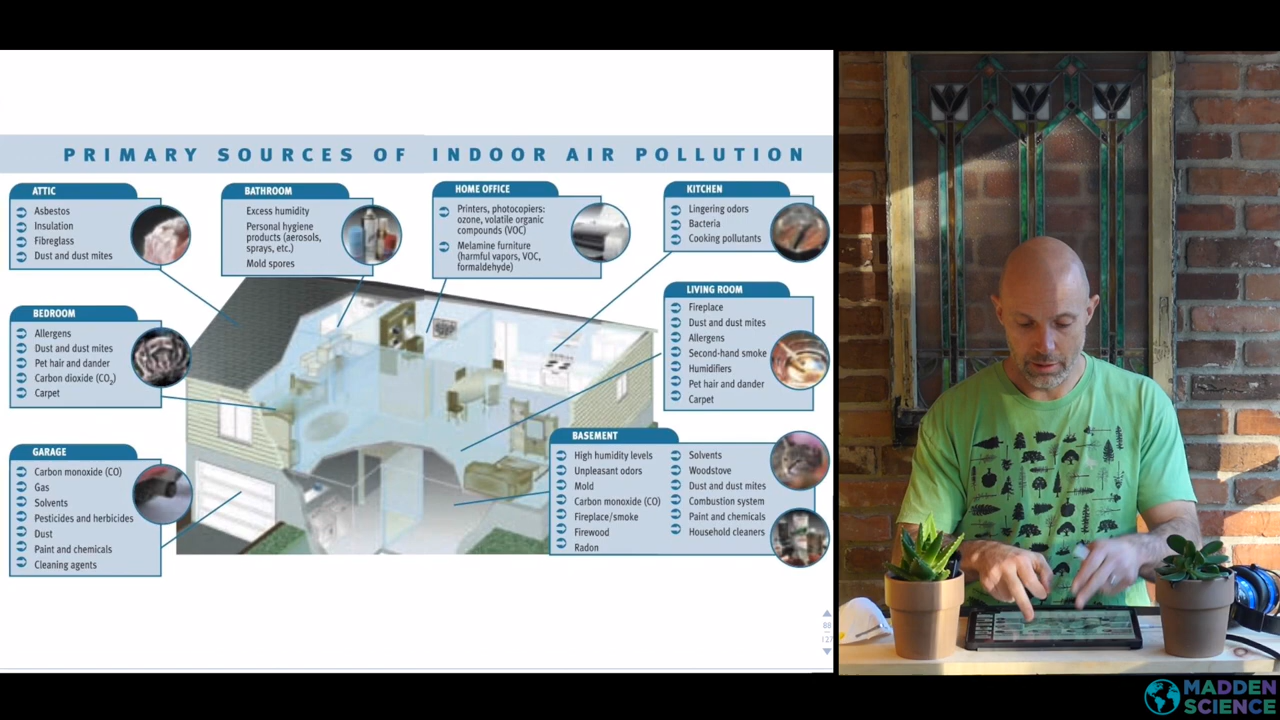 PRIMARY SOURCES OF INDOOR AIR POLLUTION
ATTIC
Asbestos
Insulation
Fibreglass
Dust and dust mites
BATHROOM
Excess humidity
Personal hygiene
products (aerosols,
sprays, etc.)
Mold spores
HOME OFFICE
Printers, photocopiers:
ozone, volatile organic
compounds (VOC)
Melamine furniture
(harmful vapors, VOC,
formaldehyde)
KITCHEN
Lingering odors
Bacteria
Cooking pollutants
BEDROOM
Allergens
Dust and dust mites
Pet hair and dander
Carbon dioxide (CO₂)
Carpet
LIVING ROOM
Fireplace
Dust and dust mites
Allergens
Second-hand smoke
Humidifiers
Pet hair and dander
Carpet
GARAGE
Carbon monoxide (CO)
Gas
Solvents
Pesticides and herbicides
Dust
Paint and chemicals
Cleaning agents
BASEMENT
High humidity levels
Unpleasant odors
Mold
Carbon monoxide (CO)
Fireplace/smoke
Firewood
Radon
Solvents
Woodstove
Dust and dust mites
Combustion system
Paint and chemicals
Household cleaners
88
MADDEN
SCIENCE